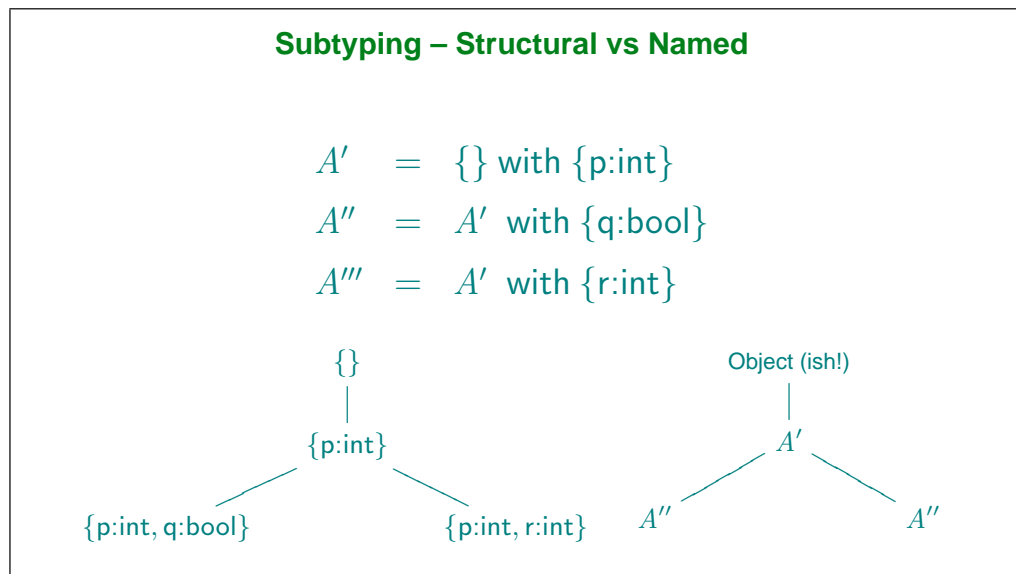 Subtyping – Structural vs Named
A′ = {} with {p:int}
A′′ = A′ with {q:bool}
A′′′ = A′ with {r:int}
{} Object (ish!)
{p:int} A′
{p:int, q:bool} {p:int, r:int} A′′ A′′